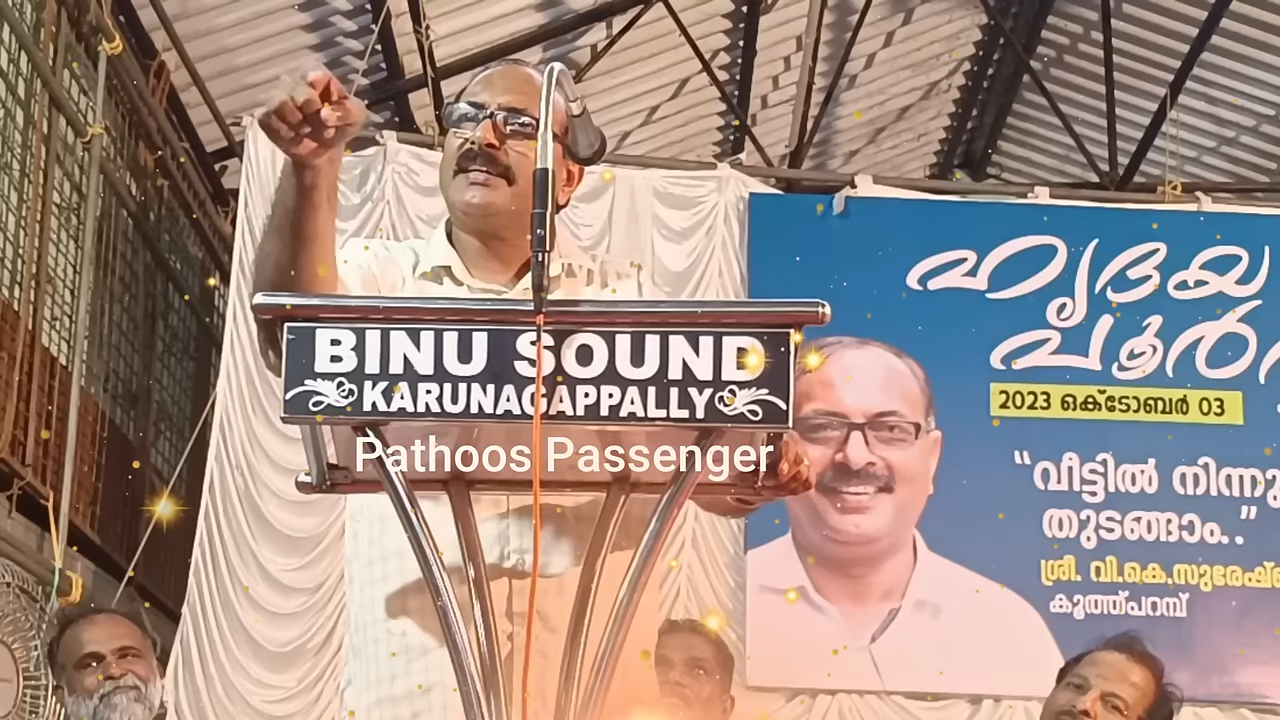 BINU SOUND
KARUNAGAPPALLY
Pathoos Passenger
ഹൃദയ
2023 ഒക്ടോബർ 03
“വീട്ടിൽ നിന്നു
തുടങ്ങാം..”
ശ്രീ. വി.കെ.സുരേഷ്
കൂത്ത്പറമ്പ്